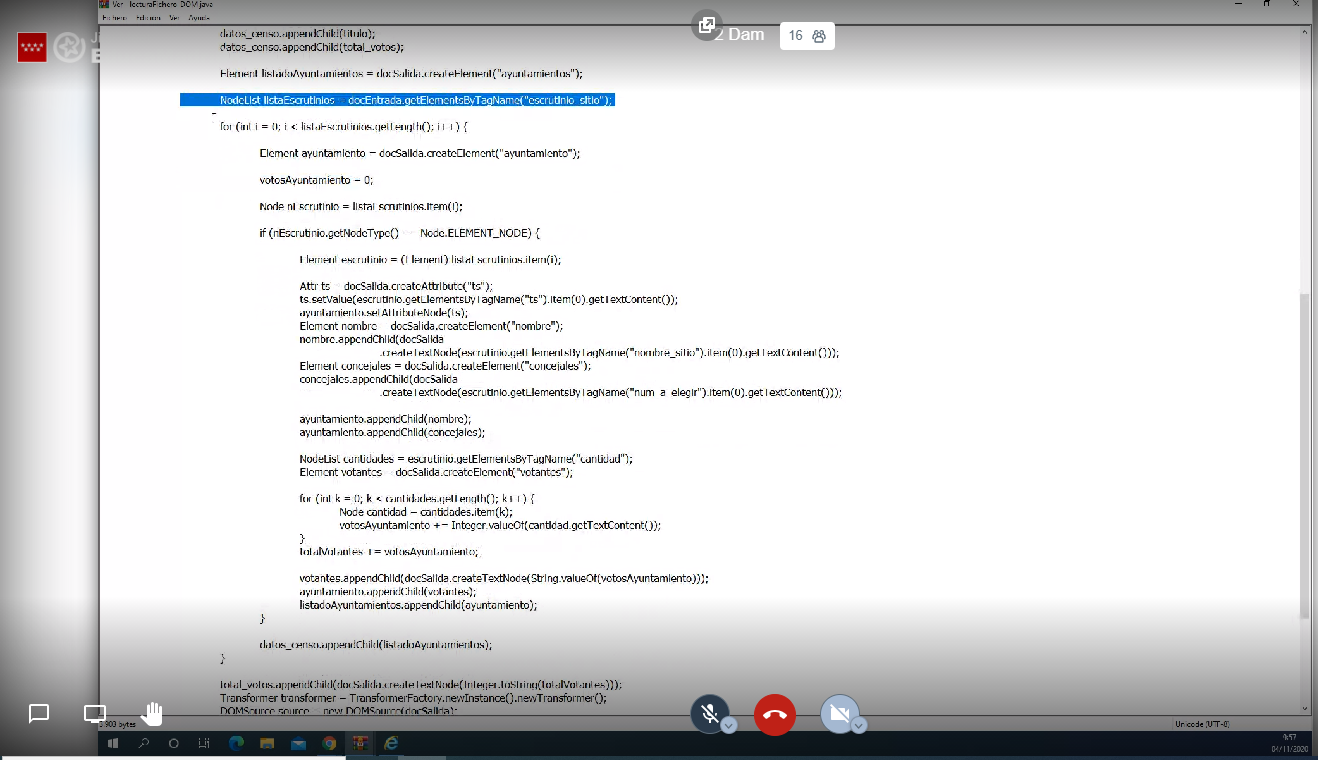 Ver - lecturaFichero_DOM.java
Fichero Edición Ver Ayuda
2 Dam
16
datos_censo.appendChild(titulo);
datos_censo.appendChild(total_votos);
Element listadoAyuntamientos = docSalida.createElement("ayuntamientos");
NodeList listaEscrutinios = docEntrada.getElementsByTagName("escrutinio_sitio");
for (int i = 0; i < listaEscrutinios.getLength(); i++) {
Element ayuntamiento = docSalida.createElement("ayuntamiento");
votosAyuntamiento = 0;
Node nEscrutinio = listaEscrutinios.item(i);
if (nEscrutinio.getNodeType() == Node.ELEMENT_NODE) {
Element escrutinio = (Element) listaEscrutinios.item(i);
Attr ts = docSalida.createAttribute("ts");
ts.setValue(escrutinio.getElementsByTagName("ts").item(0).getTextContent());
ayuntamiento.setAttributeNode(ts);
Element nombre = docSalida.createElement("nombre");
nombre.appendChild(docSalida
.createTextNode(escrutinio.getElementsByTagName("nombre_sitio").item(0).getTextContent()));
Element concejales = docSalida.createElement("concejales");
concejales.appendChild(docSalida
.createTextNode(escrutinio.getElementsByTagName("num_a_elegir").item(0).getTextContent()));
ayuntamiento.appendChild(nombre);
ayuntamiento.appendChild(concejales);
NodeList cantidades = escrutinio.getElementsByTagName("cantidad");
Element votantes = docSalida.createElement("votantes");
for (int k = 0; k < cantidades.getLength(); k++) {
Node cantidad = cantidades.item(k);
votosAyuntamiento += Integer.valueOf(cantidad.getTextContent());
}
totalVotantes += votosAyuntamiento;
votantes.appendChild(docSalida.createTextNode(String.valueOf(votosAyuntamiento)));
ayuntamiento.appendChild(votantes);
listadoAyuntamientos.appendChild(ayuntamiento);
}
datos_censo.appendChild(listadoAyuntamientos);
}
total_votos.appendChild(docSalida.createTextNode(Integer.toString(totalVotantes)));
Transformer transformer = TransformerFactory.newInstance().newTransformer();
DOMSource source = new DOMSource(docSalida);
3.903 bytes
Unicode (UTF-8)
9:57
04/11/2020